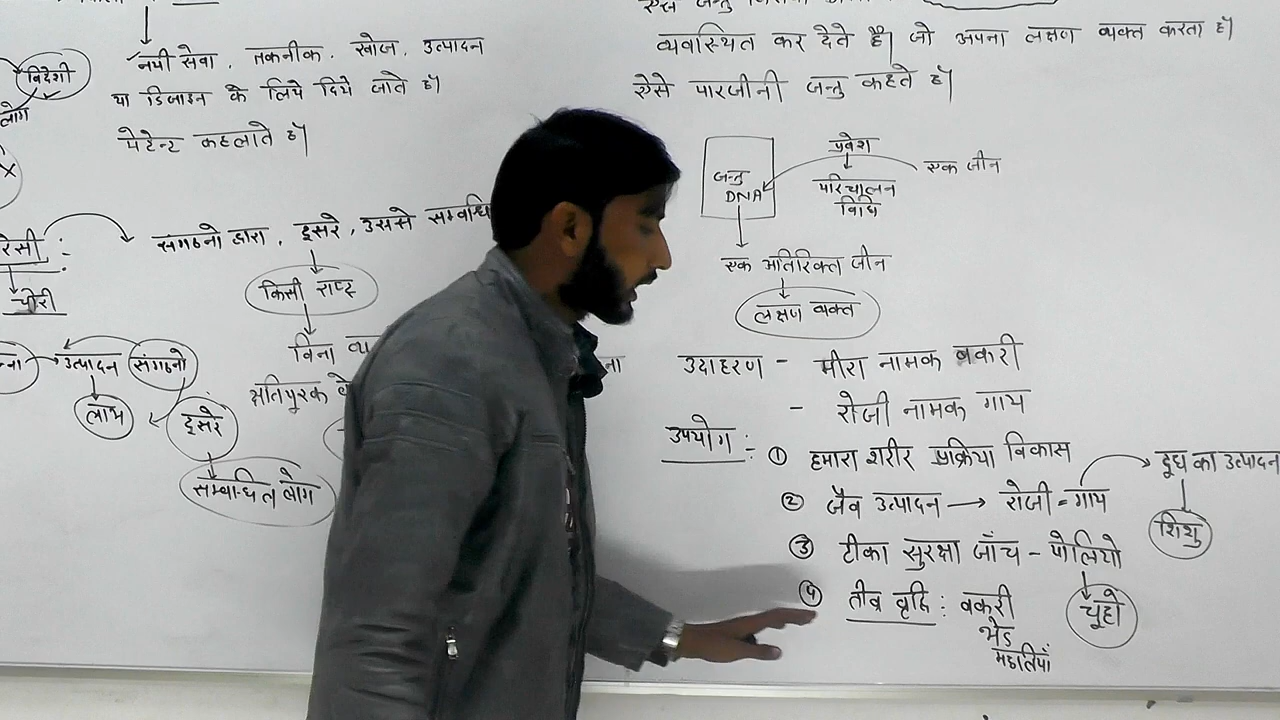 नयी सेवा, तकनीक, खोज, उत्पादन
या डिजाइन के लिये दिये जाते हैं।
पेटेन्ट कहलाते हैं।
विदेशी
लोग
X
रेसी :
चोरी
संगठनो द्वारा, दूसरे, उससे सम्बंधि
किसी राष्ट्र
बिना व्य
क्षतिपूरक
उत्पादन
संगठनो
लाभ
दूसरे
सम्बन्धित लोग
व्यवस्थित कर देते हैं। जो अपना लक्षण व्यक्त करता है।
ऐसे पारजीनी जन्तु कहते हैं।
जन्तु
DNA
प्रवेश
परिचालन
विधि
एक जीन
एक अतिरिक्त जीन
लक्षण व्यक्त
उदाहरण - मीरा नामक बकरी
- रोजी नामक गाय
उपयोग :- ① हमारा शरीर प्रक्रिया विकास
② जैव उत्पादन → रोजी = गाय
दूध का उत्पादन
शिशु
③ टीका सुरक्षा जाँच - पोलियो
चूहो
④ तीव्र वृद्दि : बकरी
भेड
मछलियाँ